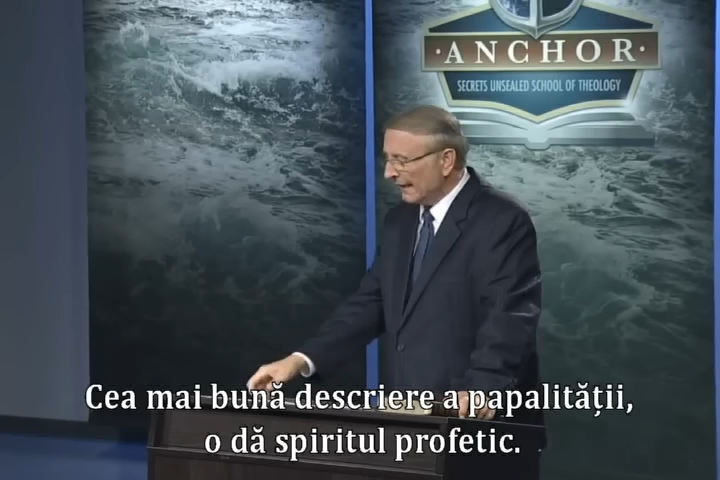 ·ANCHOR·
SECRETS UNSEALED SCHOOL OF THEOLOGY
Cea mai bună descriere a papalității,
o dă spiritul profetic.